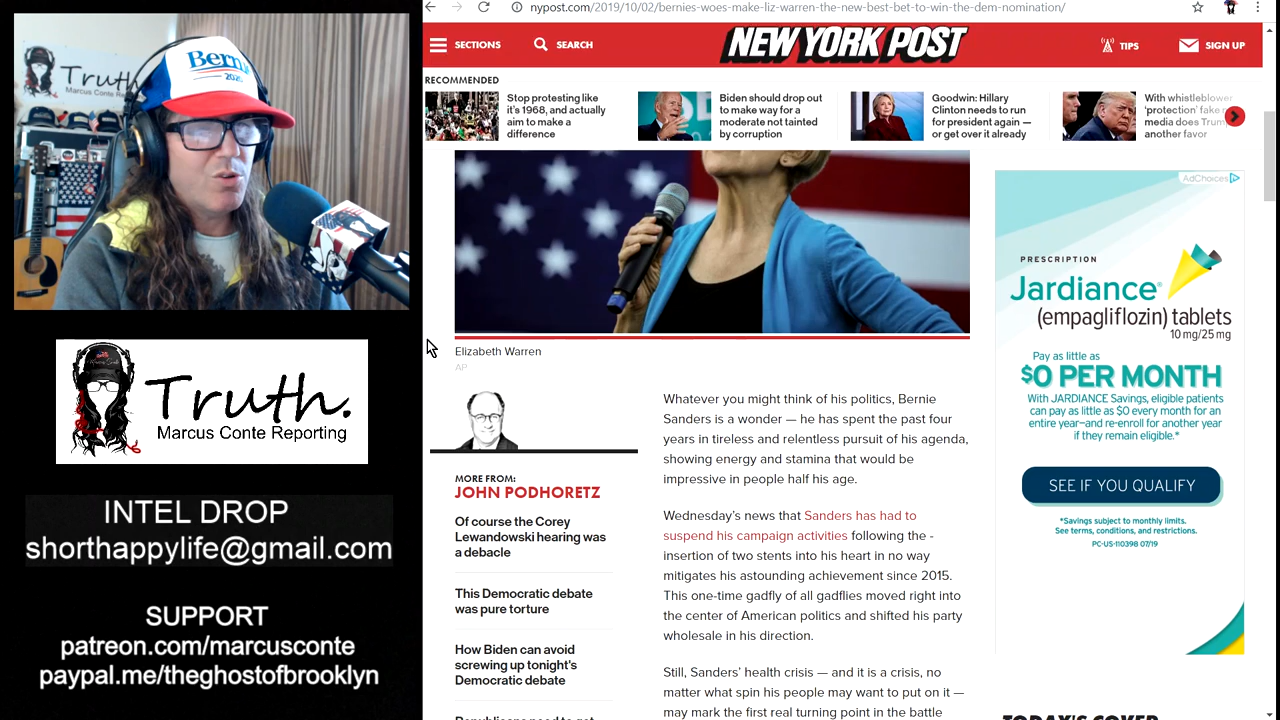 nypost.com/2019/10/02/bernies-woes-make-liz-warren-the-new-best-bet-to-win-the-dem-nomination/
SECTIONS
SEARCH
NEW YORK POST
TIPS
SIGN UP
RECOMMENDED
Stop protesting like
it's 1968, and actually
aim to make a
difference
Biden should drop out
to make way for a
moderate not tainted
by corruption
Goodwin: Hillary
Clinton needs to run
for president again —
or get over it already
With whistleblower
'protection' fake
media does Trump
another favor
Truth.
Marcus Conte
Bernie
2020
Elizabeth Warren
AP
MORE FROM:
JOHN PODHORETZ
Of course the Corey
Lewandowski hearing was
a debacle
This Democratic debate
was pure torture
How Biden can avoid
screwing up tonight's
Democratic debate
Republicans need to get
Whatever you might think of his politics, Bernie
Sanders is a wonder — he has spent the past four
years in tireless and relentless pursuit of his agenda,
showing energy and stamina that would be
impressive in people half his age.
Wednesday's news that Sanders has had to
suspend his campaign activities following the -
insertion of two stents into his heart in no way
mitigates his astounding achievement since 2015.
This one-time gadfly of all gadflies moved right into
the center of American politics and shifted his party
wholesale in his direction.
Still, Sanders' health crisis — and it is a crisis, no
matter what spin his people may want to put on it —
may mark the first real turning point in the battle
AdChoices
PRESCRIPTION
Jardiance®
(empagliflozin) tablets
10 mg/25 mg
Pay as little as
$0 PER MONTH
With JARDIANCE Savings, eligible patients
can pay as little as $0 every month for an
entire year—and re-enroll for another year
if they remain eligible.*
SEE IF YOU QUALIFY
*Savings subject to monthly limits.
See terms, conditions, and restrictions.
PC-US-110398 07/19
TODAY'S COVER
Truth.
Marcus Conte Reporting
INTEL DROP
shorthappylife@gmail.com
SUPPORT
patreon.com/marcusconte
paypal.me/theghostofbrooklyn